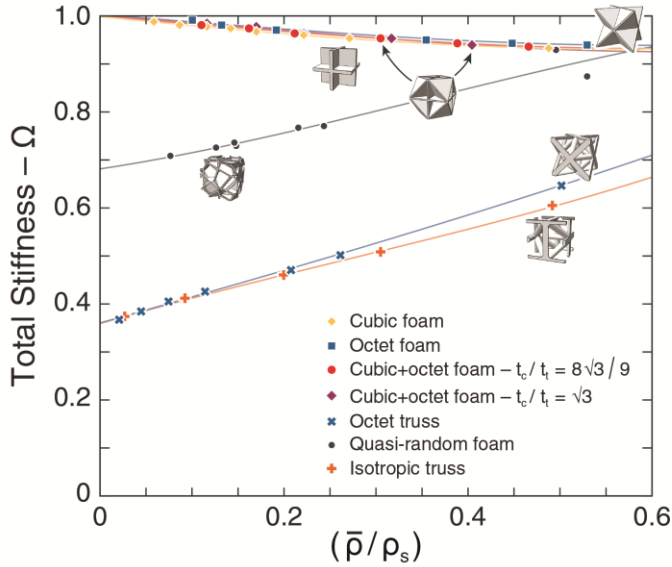 1.0
0.8
0.6
0.4
0.2
0
Total Stiffness – Ω
Cubic foam
Octet foam
Cubic+octet foam – t_c / t_t = 8√3 / 9
Cubic+octet foam – t_c / t_t = √3
Octet truss
Quasi-random foam
Isotropic truss
0 0.2 0.4 0.6
(ρ̄/ρ_s)